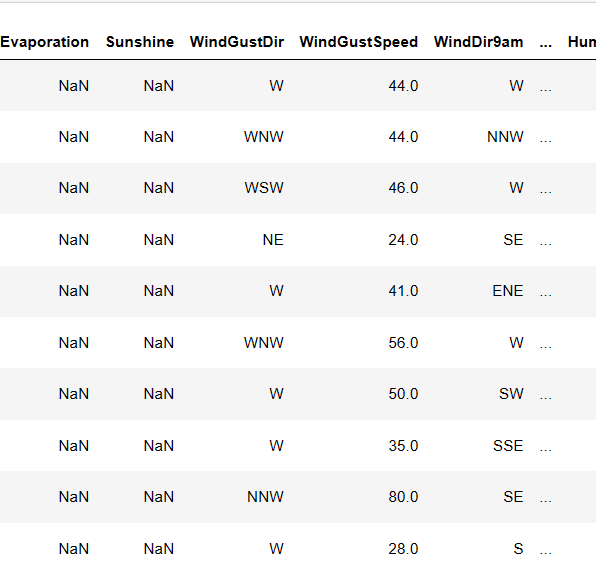 Evaporation Sunshine WindGustDir WindGustSpeed WindDir9am ... Hum
NaN NaN W 44.0 W ...
NaN NaN WNW 44.0 NNW ...
NaN NaN WSW 46.0 W ...
NaN NaN NE 24.0 SE ...
NaN NaN W 41.0 ENE ...
NaN NaN WNW 56.0 W ...
NaN NaN W 50.0 SW ...
NaN NaN W 35.0 SSE ...
NaN NaN NNW 80.0 SE ...
NaN NaN W 28.0 S ...